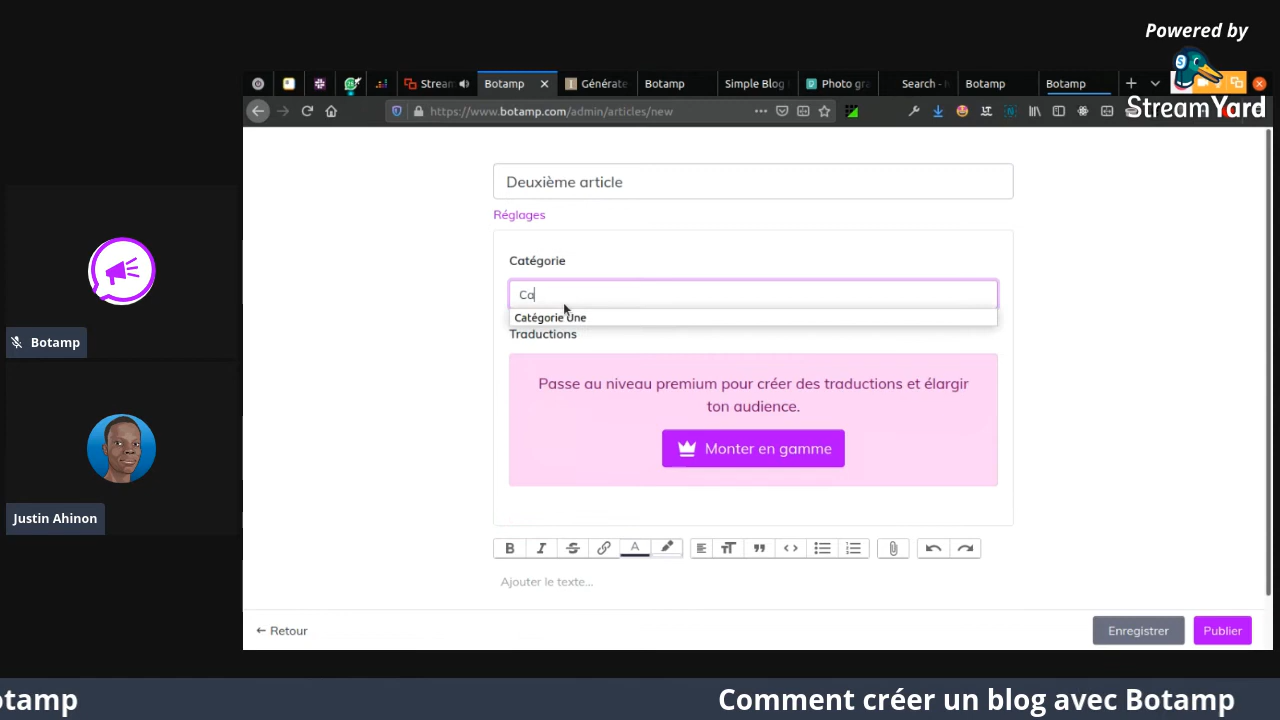 Powered by
StreamYard
Stream
Botamp
Générate
Botamp
Simple Blog
Photo gra
Search -
Botamp
Botamp
https://www.botamp.com/admin/articles/new
Deuxième article
Réglages
Catégorie
Ca
Catégorie Une
Traductions
Passe au niveau premium pour créer des traductions et élargir
ton audience.
Monter en gamme
Ajouter le texte...
← Retour
Enregistrer
Publier
Botamp
Justin Ahinon
otamp
Comment créer un blog avec Botamp